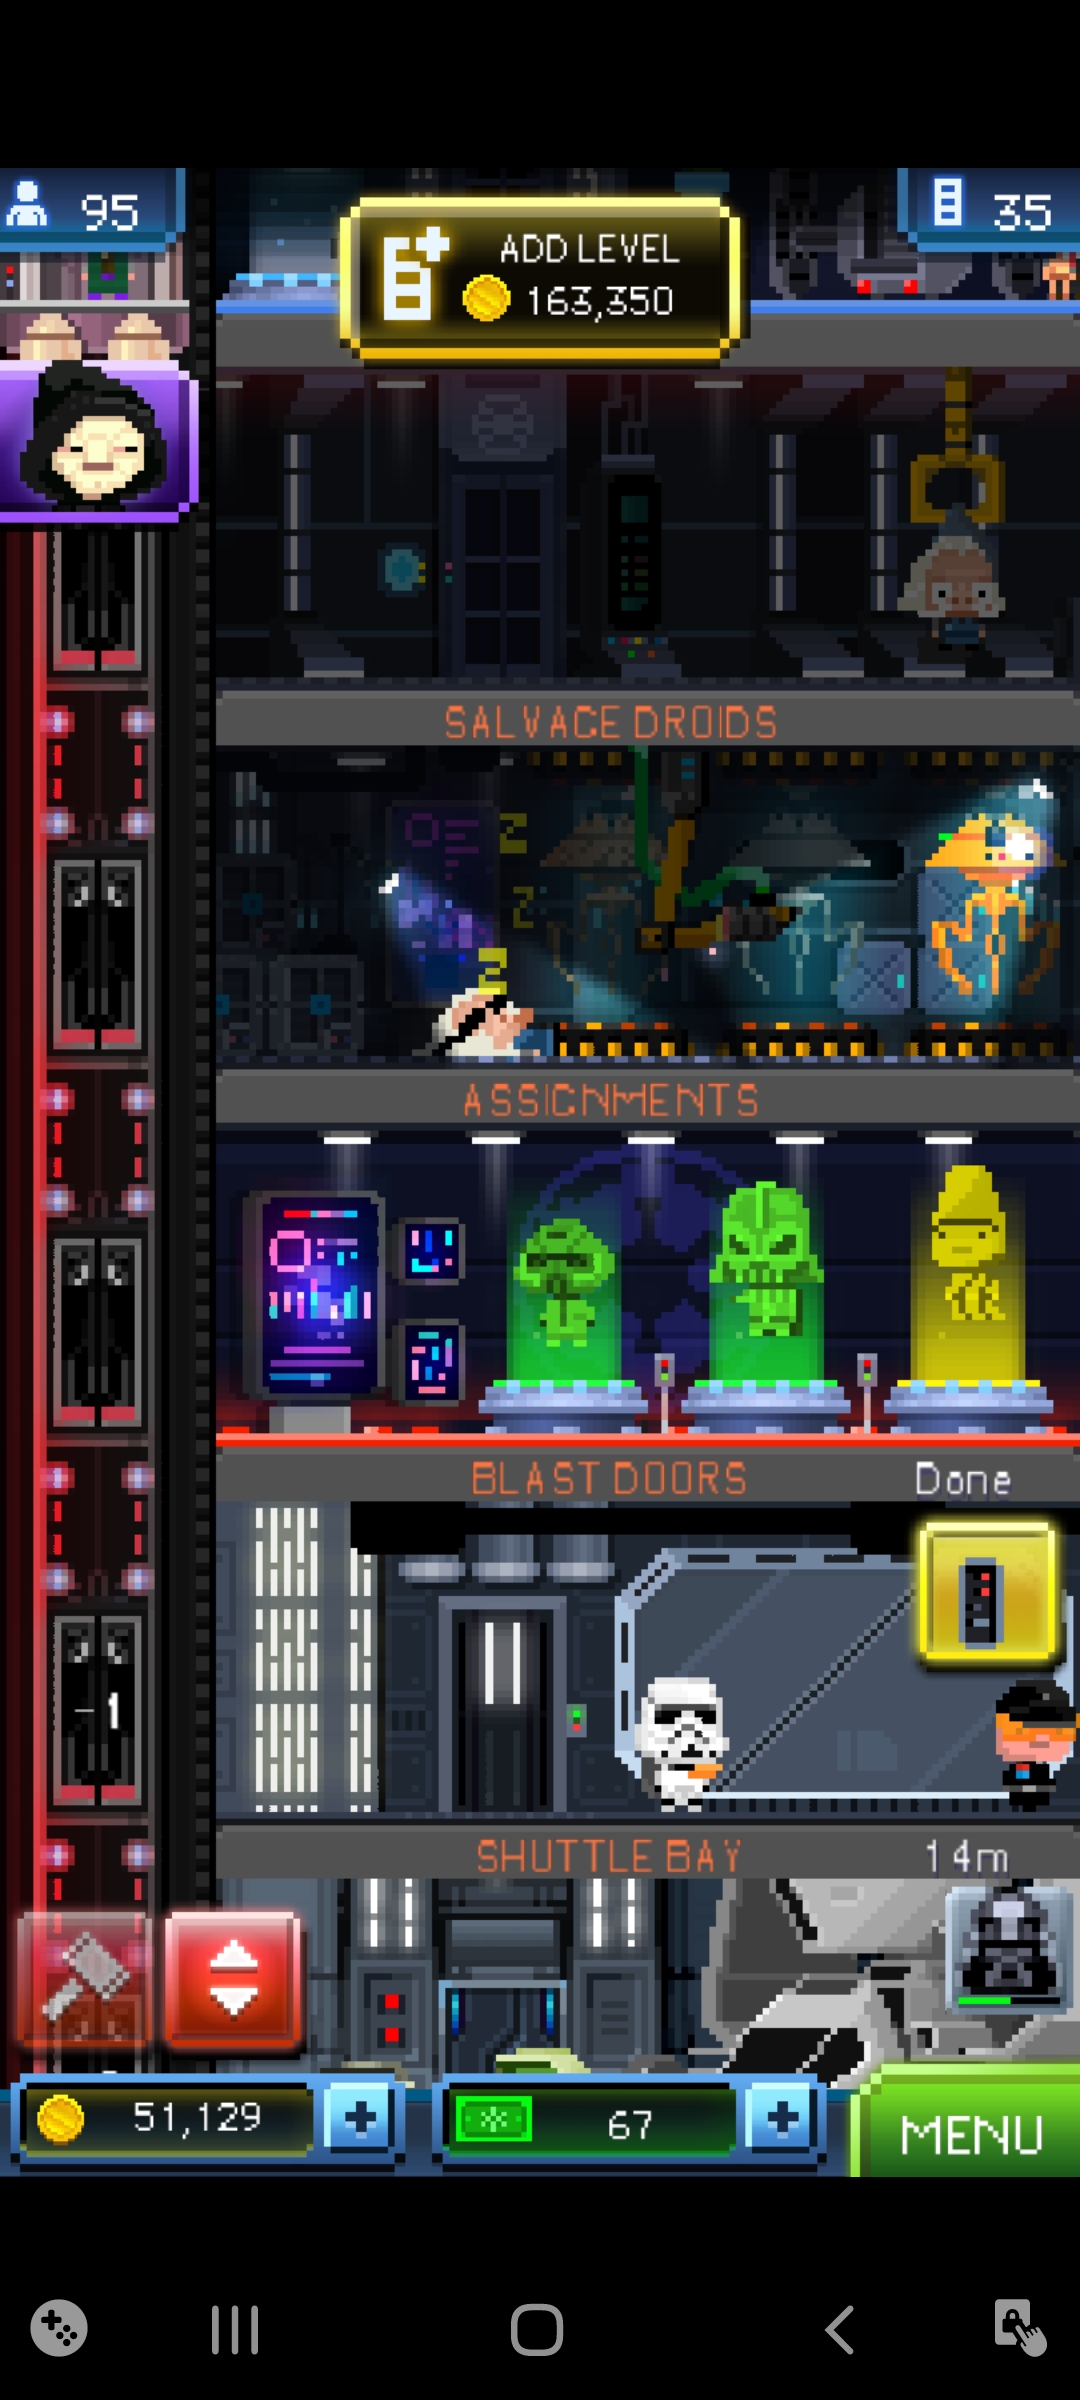 95
ADD LEVEL
163,350
35
SALVAGE DROIDS
Z
Z
Z
ASSIGNMENTS
BLAST DOORS
Done
-1
SHUTTLE BAY
14m
51,129
67
MENU